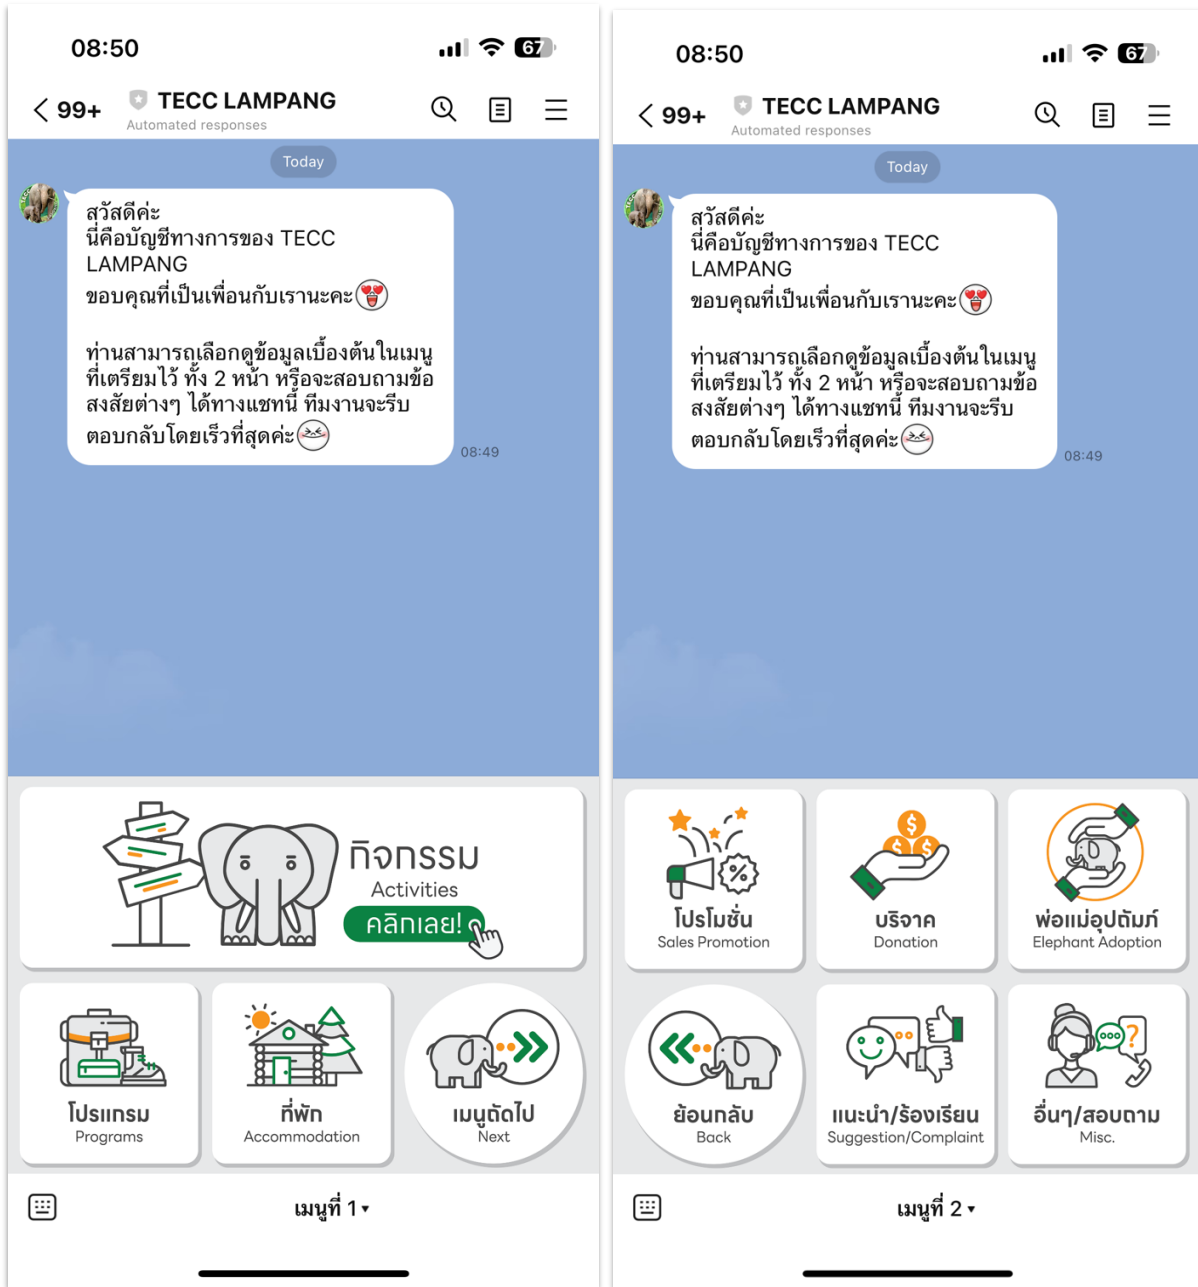 08:50
67
99+
TECC LAMPANG
Automated responses
Today
สวัสดีค่ะ
นี่คือบัญชีทางการของ TECC
LAMPANG
ขอบคุณที่เป็นเพื่อนกับเรานะคะ
ท่านสามารถเลือกดูข้อมูลเบื้องต้นในเมนู
ที่เตรียมไว้ ทั้ง 2 หน้า หรือจะสอบถามข้อ
สงสัยต่างๆ ได้ทางแชทนี้ ทีมงานจะรีบ
ตอบกลับโดยเร็วที่สุดค่ะ
08:49
กิจกรรม
Activities
คลิกเลย!
โปรแกรม
Programs
ที่พัก
Accommodation
เมนูถัดไป
Next
เมนูที่ 1
08:50
67
99+
TECC LAMPANG
Automated responses
Today
สวัสดีค่ะ
นี่คือบัญชีทางการของ TECC
LAMPANG
ขอบคุณที่เป็นเพื่อนกับเรานะคะ
ท่านสามารถเลือกดูข้อมูลเบื้องต้นในเมนู
ที่เตรียมไว้ ทั้ง 2 หน้า หรือจะสอบถามข้อ
สงสัยต่างๆ ได้ทางแชทนี้ ทีมงานจะรีบ
ตอบกลับโดยเร็วที่สุดค่ะ
08:49
%
$
$ $
โปรโมชั่น
Sales Promotion
บริจาค
Donation
พ่อแม่อุปถัมภ์
Elephant Adoption
?
ย้อนกลับ
Back
แนะนำ/ร้องเรียน
Suggestion/Complaint
อื่นๆ/สอบถาม
Misc.
เมนูที่ 2